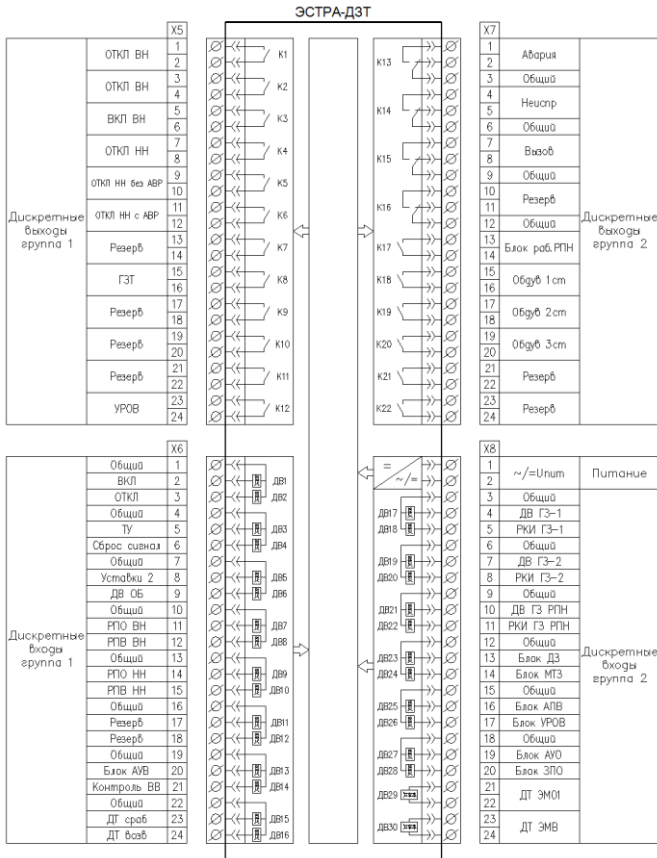 ЭСТРА-ДЗТ
X5
Дискретные
выходы
группа 1
ОТКЛ ВН 1 2 K1
ОТКЛ ВН 3 4 K2
ВКЛ ВН 5 6 K3
ОТКЛ НН 7 8 K4
ОТКЛ НН без АВР 9 10 K5
ОТКЛ НН с АВР 11 12 K6
Резерв 13 14 K7
ГЗТ 15 16 K8
Резерв 17 18 K9
Резерв 19 20 K10
Резерв 21 22 K11
УРОВ 23 24 K12
X7
K13 1 2 Авария
3 Общий
K14 4 5 Неиспр
6 Общий
K15 7 8 Вызов
9 Общий
K16 10 11 Резерв
12 Общий
K17 13 14 Блок раб.РПН
K18 15 16 Обдув 1ст
K19 17 18 Обдув 2ст
K20 19 20 Обдув 3ст
K21 21 22 Резерв
K22 23 24 Резерв
Дискретные
выходы
группа 2
X6
Дискретные
входы
группа 1
Общий 1
ВКЛ 2 ДВ1
ОТКЛ 3 ДВ2
Общий 4
ТУ 5 ДВ3
Сброс сигнал 6 ДВ4
Общий 7
Уставки 2 8 ДВ5
ДВ ОБ 9 ДВ6
Общий 10
РПО ВН 11 ДВ7
РПВ ВН 12 ДВ8
Общий 13
РПО НН 14 ДВ9
РПВ НН 15 ДВ10
Общий 16
Резерв 17 ДВ11
Резерв 18 ДВ12
Общий 19
Блок АУВ 20 ДВ13
Контроль ВВ 21 ДВ14
Общий 22
ДТ сраб 23 ДВ15
ДТ возв 24 ДВ16
X8
= ~/= 1 2 ~/=Uпит Питание
3 Общий
ДВ17 4 ДВ ГЗ-1
ДВ18 5 РКИ ГЗ-1
6 Общий
ДВ19 7 ДВ ГЗ-2
ДВ20 8 РКИ ГЗ-2
9 Общий
ДВ21 10 ДВ ГЗ РПН
ДВ22 11 РКИ ГЗ РПН
12 Общий
ДВ23 13 Блок ДЗ
ДВ24 14 Блок МТЗ
15 Общий
ДВ25 16 Блок АПВ
ДВ26 17 Блок УРОВ
18 Общий
ДВ27 19 Блок АУО
ДВ28 20 Блок ЗПО
ДВ29 21 22 ДТ ЭМО1
ДВ30 23 24 ДТ ЭМВ
Дискретные
входы
группа 2